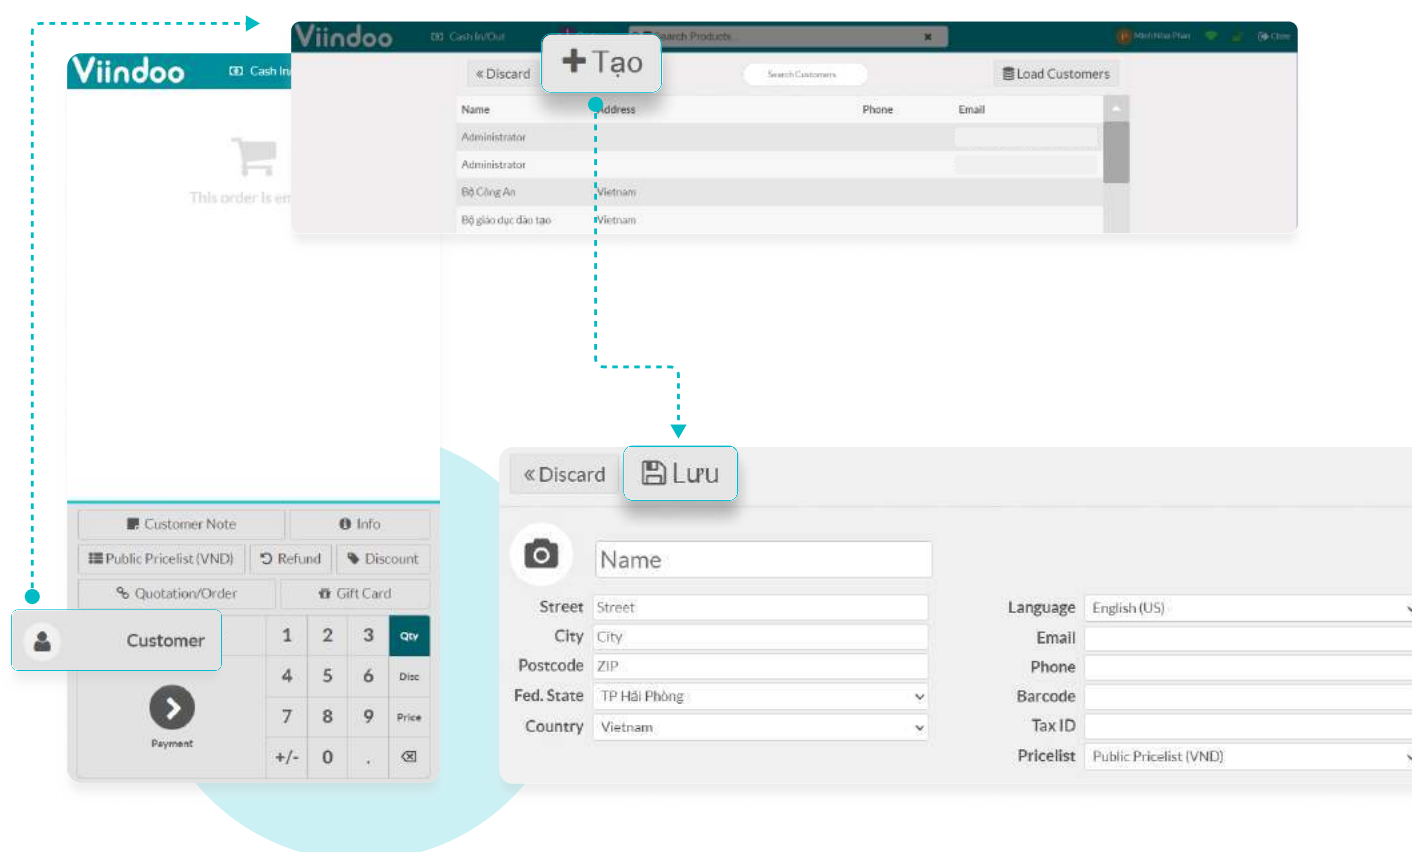 Viindoo
Cash In/Out
Search Products...
Minh Nha Phan
Close
« Discard
+ Tạo
Search Customers
Load Customers
Name Address Phone Email
Administrator
Administrator
Bộ Công An Vietnam
Bộ giáo dục đào tạo Vietnam
Viindoo
Cash In
This order is em
Customer Note
Info
Public Pricelist (VND)
Refund
Discount
Quotation/Order
Gift Card
Customer
1 2 3 Qty
4 5 6 Disc
7 8 9 Price
+/- 0 .
Payment
« Discard
Lưu
Name
Street Street
City City
Postcode ZIP
Fed. State TP Hải Phòng
Country Vietnam
Language English (US)
Email
Phone
Barcode
Tax ID
Pricelist Public Pricelist (VND)